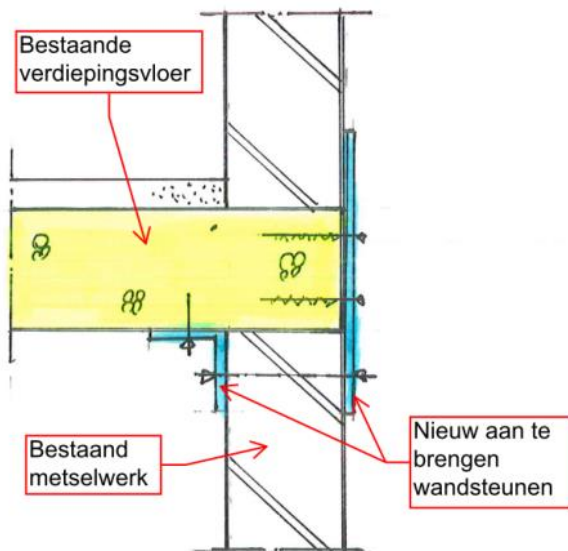 Bestaande
verdiepingsvloer
Bestaand
metselwerk
Nieuw aan te
brengen
wandsteunen